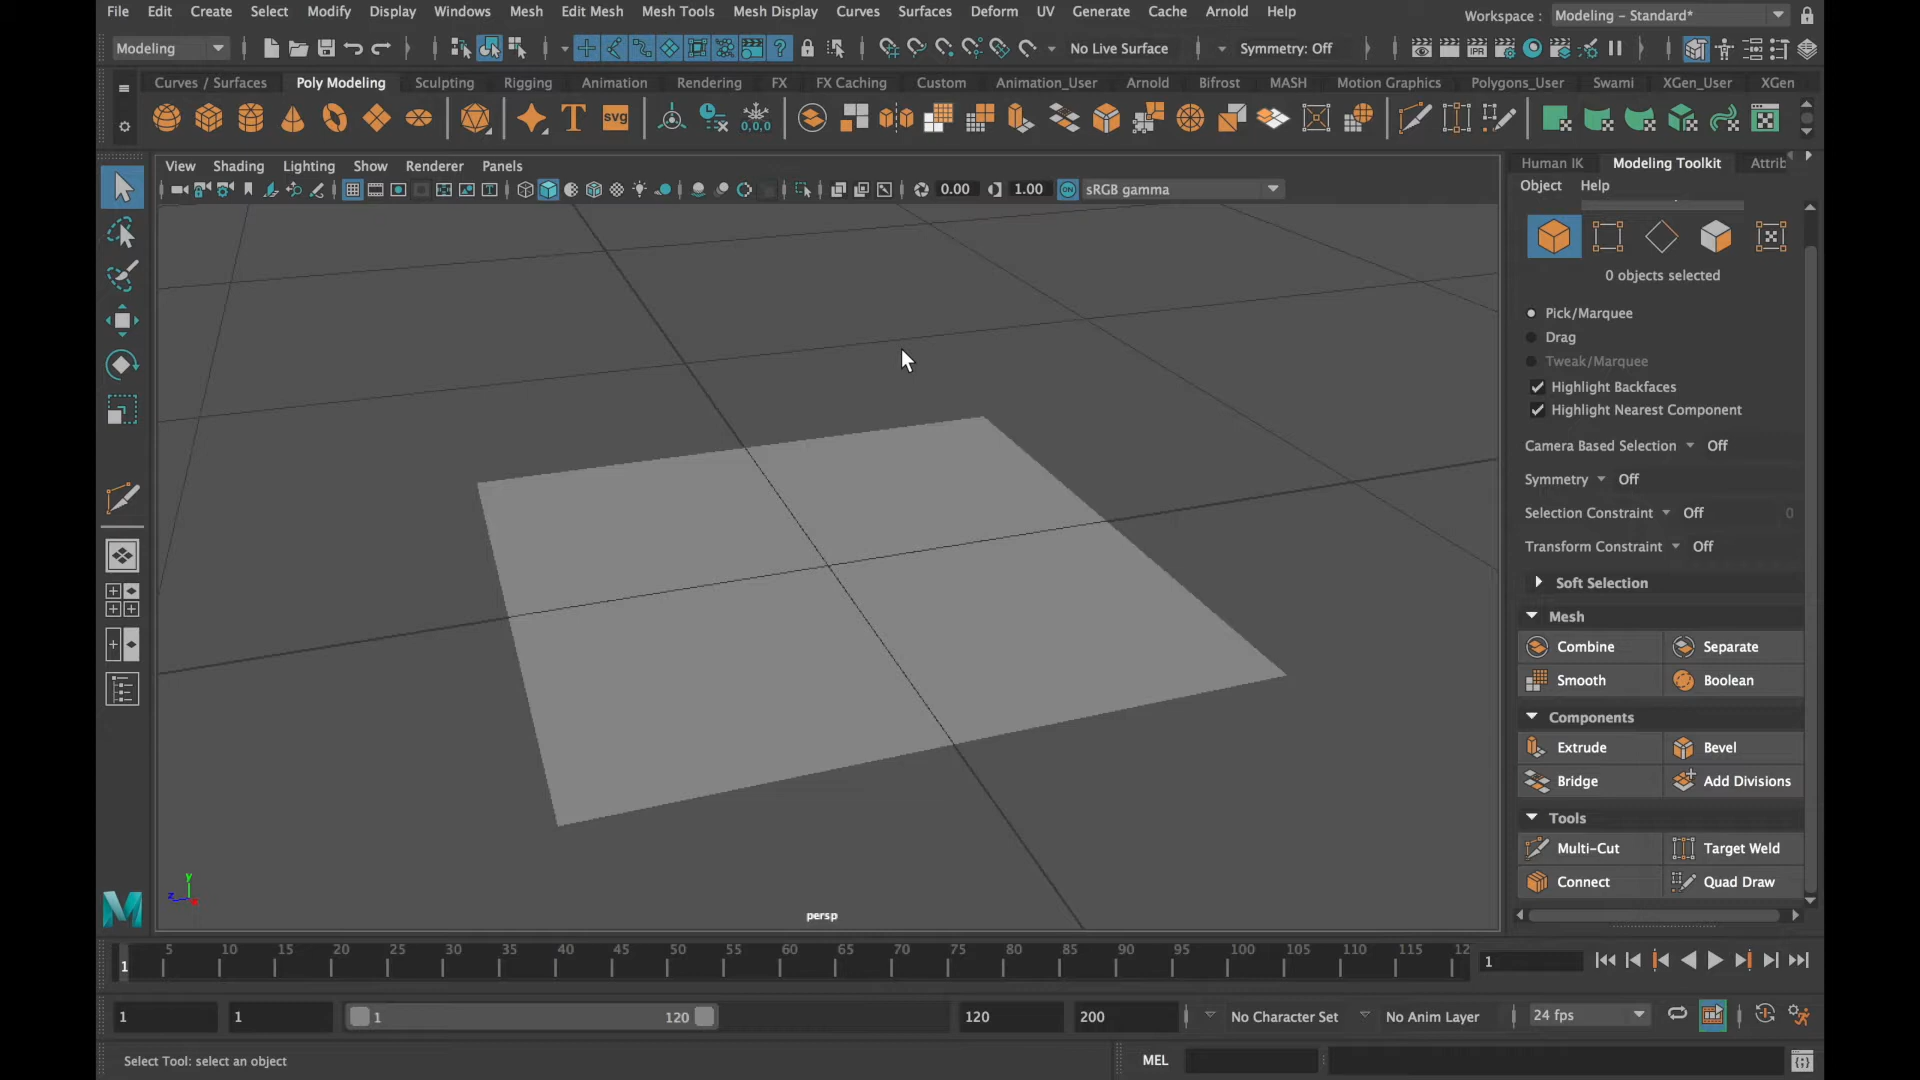 File Edit Create Select Modify Display Windows Mesh Edit Mesh Mesh Tools Mesh Display Curves Surfaces Deform UV Generate Cache Arnold Help
Workspace : Modeling - Standard*
Modeling No Live Surface Symmetry: Off
Curves / Surfaces Poly Modeling Sculpting Rigging Animation Rendering FX FX Caching Custom Animation_User Arnold Bifrost MASH Motion Graphics Polygons_User Swami XGen_User XGen
T svg 0,0,0
View Shading Lighting Show Renderer Panels
0.00 1.00 ON sRGB gamma
Human IK Modeling Toolkit Attrib
Object Help
0 objects selected
Pick/Marquee
Drag
Tweak/Marquee
Highlight Backfaces
Highlight Nearest Component
Camera Based Selection Off
Symmetry Off
Selection Constraint Off 0
Transform Constraint Off
Soft Selection
Mesh
Combine Separate
Smooth Boolean
Components
Extrude Bevel
Bridge Add Divisions
Tools
Multi-Cut Target Weld
Connect Quad Draw
y
z x
persp
5 10 15 20 25 30 35 40 45 50 55 60 65 70 75 80 85 90 95 100 105 110 115 12
1 1
1 1 1 120 120 200 No Character Set No Anim Layer 24 fps
Select Tool: select an object MEL